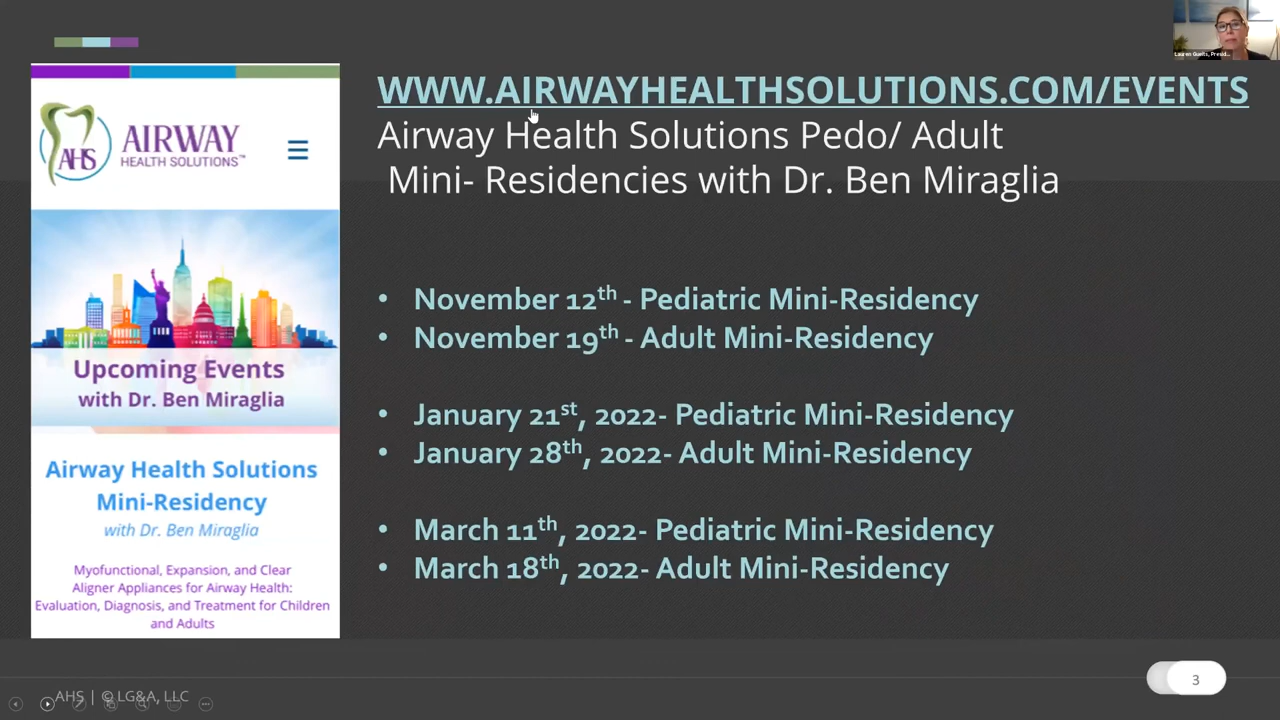 Lauren Gueits, Presid...
WWW.AIRWAYHEALTHSOLUTIONS.COM/EVENTS
Airway Health Solutions Pedo/ Adult
Mini- Residencies with Dr. Ben Miraglia
AHS
AIRWAY
HEALTH SOLUTIONS™
Upcoming Events
with Dr. Ben Miraglia
Airway Health Solutions
Mini-Residency
with Dr. Ben Miraglia
Myofunctional, Expansion, and Clear
Aligner Appliances for Airway Health:
Evaluation, Diagnosis, and Treatment for Children
and Adults
• November 12th - Pediatric Mini-Residency
• November 19th - Adult Mini-Residency
• January 21st, 2022- Pediatric Mini-Residency
• January 28th, 2022- Adult Mini-Residency
• March 11th, 2022- Pediatric Mini-Residency
• March 18th, 2022- Adult Mini-Residency
AHS | © LG&A, LLC
3